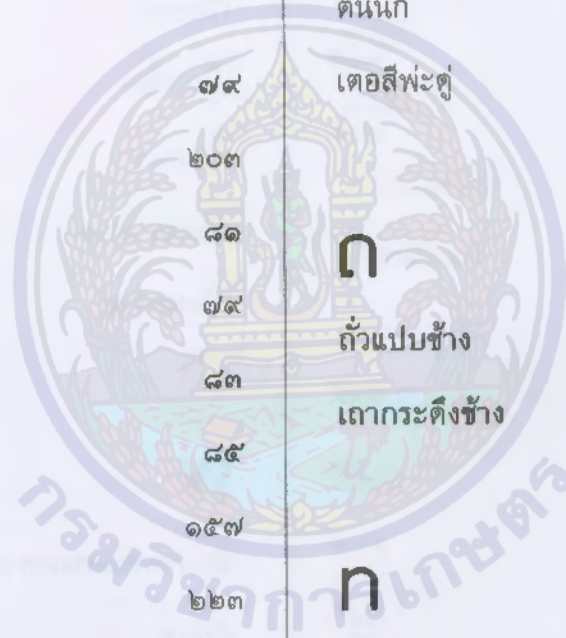 ๗๙
๒๐๓
๘๑
๗๙
๘๓
๘๕
๑๕๗
๒๒๓
ตีนนก
เตอสีพ่ะตู่
ถ
ถั่วแปบช้าง
เถากระดึงช้าง
ท
กรมวิชาการเกษตร